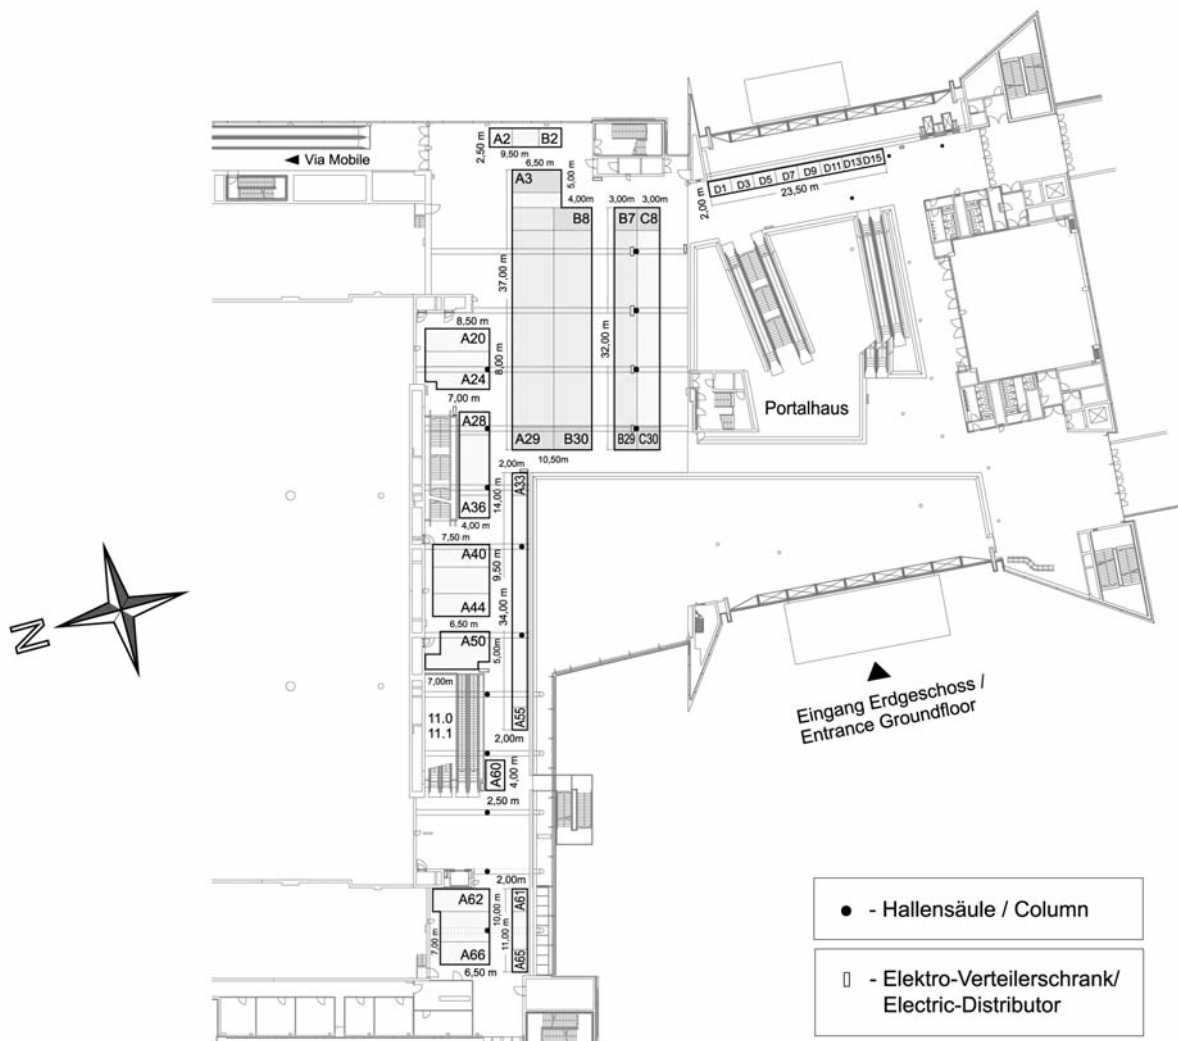 A2
B2
2,50 m
9,50 m
6,50 m
Via Mobile
A3
5,00 m
4,00m
3,00m
3,00m
B8
B7
C8
D1
D3
D5
D7
D9
D11
D13
D15
23,50 m
2,00 m
37,00 m
32,00 m
8,50 m
A20
A24
8,00 m
7,00 m
Portalhaus
A28
A29
B30
B29
C30
10,50m
2,00m
A33
14,00 m
A36
4,00 m
7,50 m
A40
9,50 m
A44
34,00 m
6,50 m
A50
5,00m
7,00m
11.0
11.1
A55
2,00m
A60
4,00 m
2,50 m
N
Eingang Erdgeschoss /
Entrance Groundfloor
2,00m
A62
A61
10,00 m
11,00 m
7,00 m
A66
A65
6,50 m
- Hallensäule / Column
- Elektro-Verteilerschrank/
Electric-Distributor